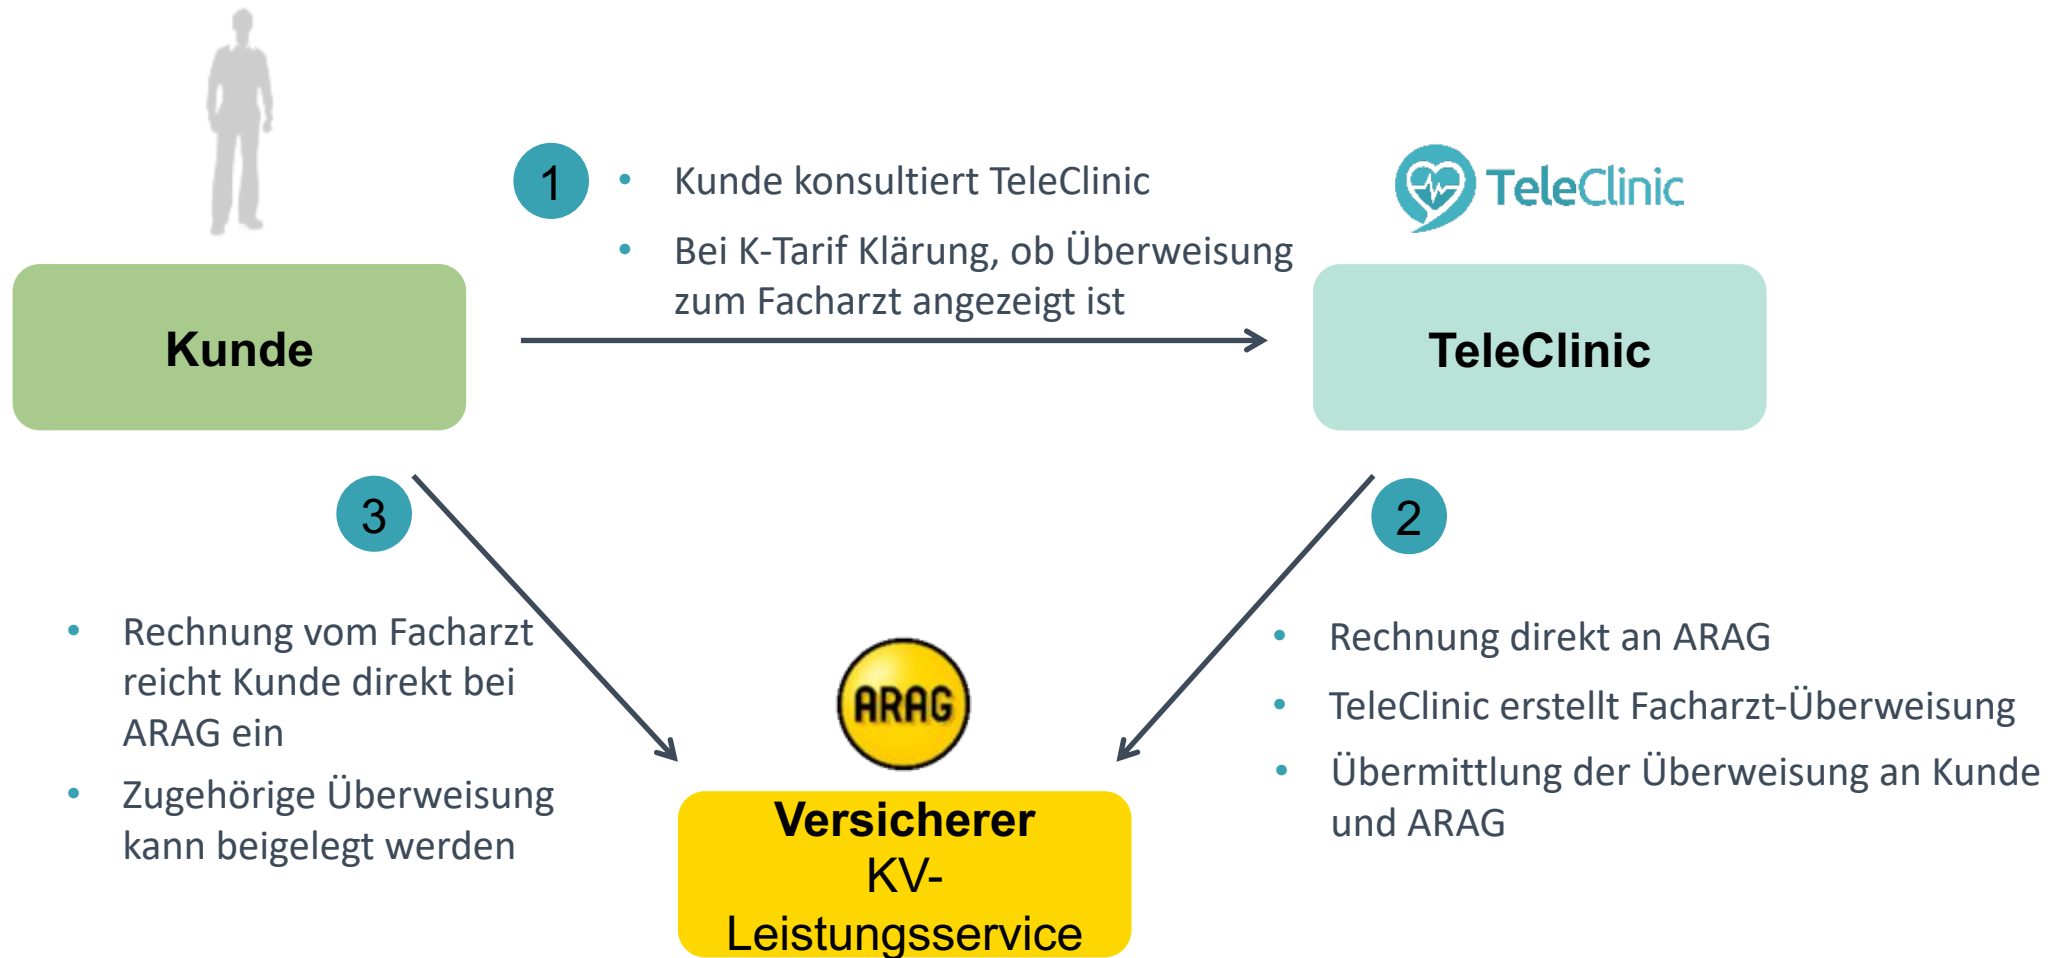 1
Kunde konsultiert TeleClinic
Bei K-Tarif Klärung, ob Überweisung
zum Facharzt angezeigt ist
TeleClinic
Kunde
TeleClinic
3
2
Rechnung vom Facharzt
reicht Kunde direkt bei
ARAG ein
Zugehörige Überweisung
kann beigelegt werden
ARAG
Versicherer
KV-
Leistungsservice
Rechnung direkt an ARAG
TeleClinic erstellt Facharzt-Überweisung
Übermittlung der Überweisung an Kunde
und ARAG